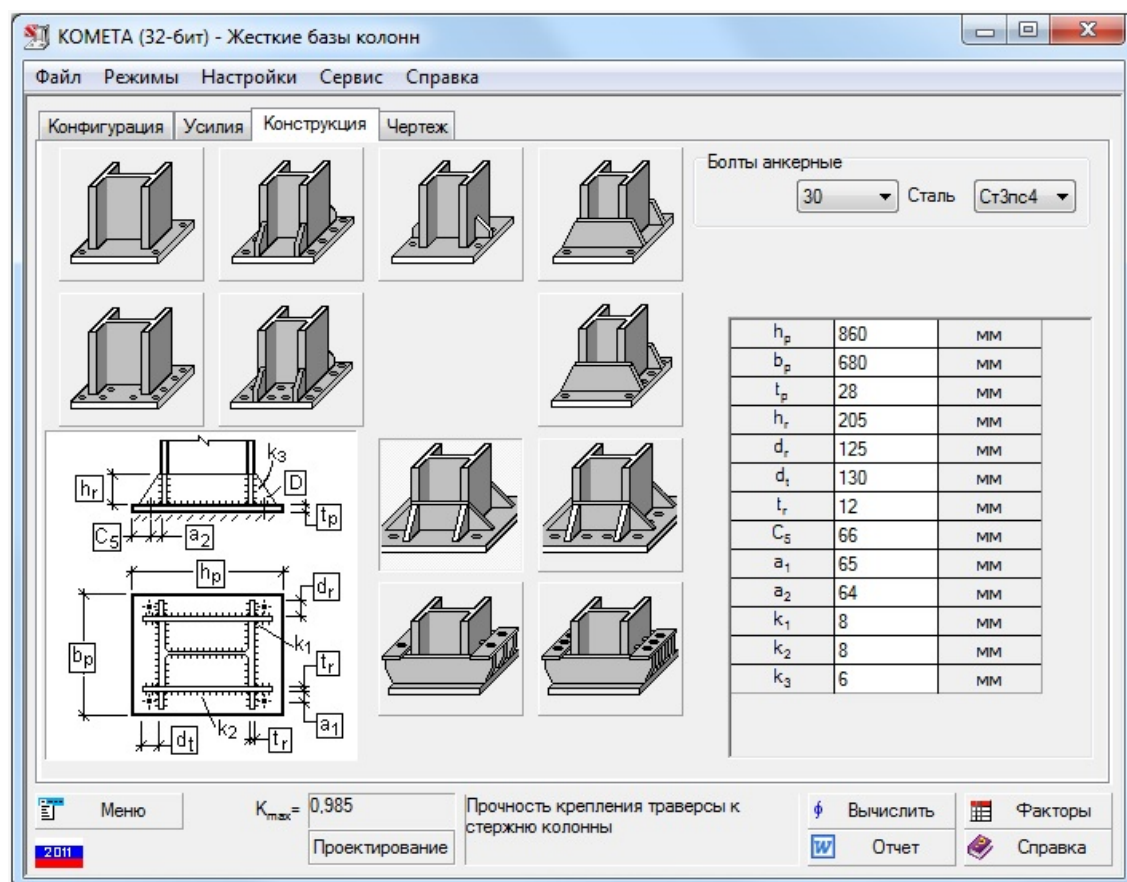 КОМЕТА (32-бит) - Жесткие базы колонн
Файл Режимы Настройки Сервис Справка
Конфигурация Усилия Конструкция Чертеж
Болты анкерные
30 Сталь Ст3пс4
hp 860 мм
bp 680 мм
tp 28 мм
hr 205 мм
dr 125 мм
dt 130 мм
tr 12 мм
C5 66 мм
a1 65 мм
a2 64 мм
k1 8 мм
k2 8 мм
k3 6 мм
k3
hr
D
tp
C5
a2
hp
dr
k1
bp
tr
a1
k2
dt
tr
Меню
Kmax= 0,985
Прочность крепления траверсы к
стержню колонны
Вычислить
Факторы
2011
Проектирование
Отчет
Справка